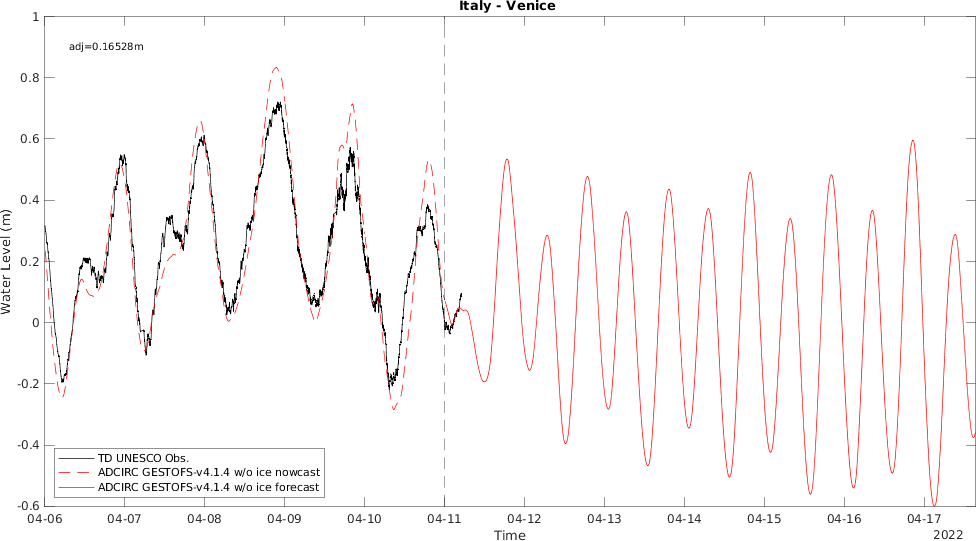 Italy - Venice
adj=0.16528m
1
0.8
0.6
0.4
0.2
0
-0.2
-0.4
-0.6
Water Level (m)
TD UNESCO Obs.
ADCIRC GESTOFS-v4.1.4 w/o ice nowcast
ADCIRC GESTOFS-v4.1.4 w/o ice forecast
04-06 04-07 04-08 04-09 04-10 04-11 04-12 04-13 04-14 04-15 04-16 04-17
Time
2022